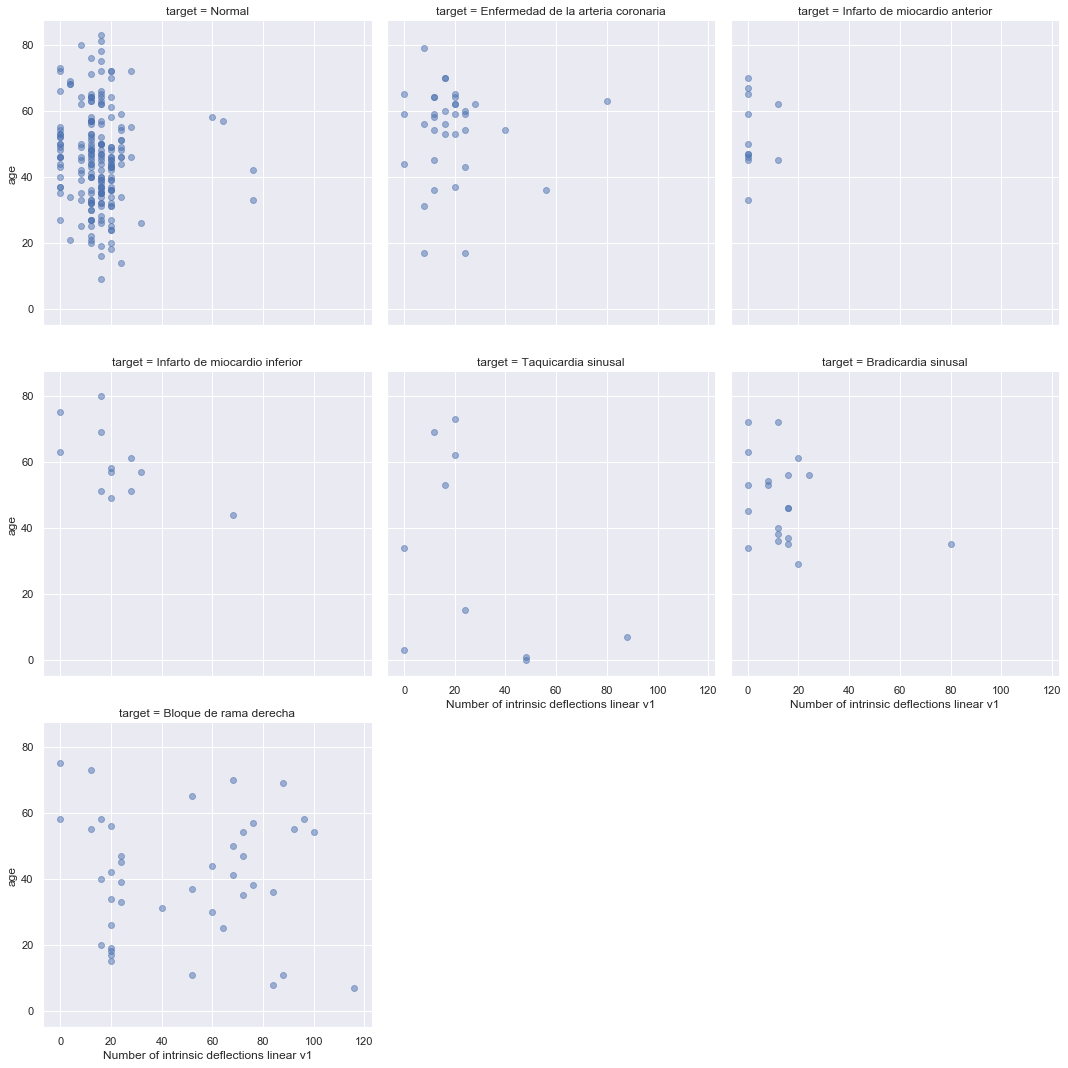 target = Normal
target = Enfermedad de la arteria coronaria
target = Infarto de miocardio anterior
80
60
40
20
0
age
target = Infarto de miocardio inferior
target = Taquicardia sinusal
target = Bradicardia sinusal
80
60
40
20
0
age
0 20 40 60 80 100 120
Number of intrinsic deflections linear v1
0 20 40 60 80 100 120
Number of intrinsic deflections linear v1
target = Bloque de rama derecha
80
60
40
20
0
age
0 20 40 60 80 100 120
Number of intrinsic deflections linear v1